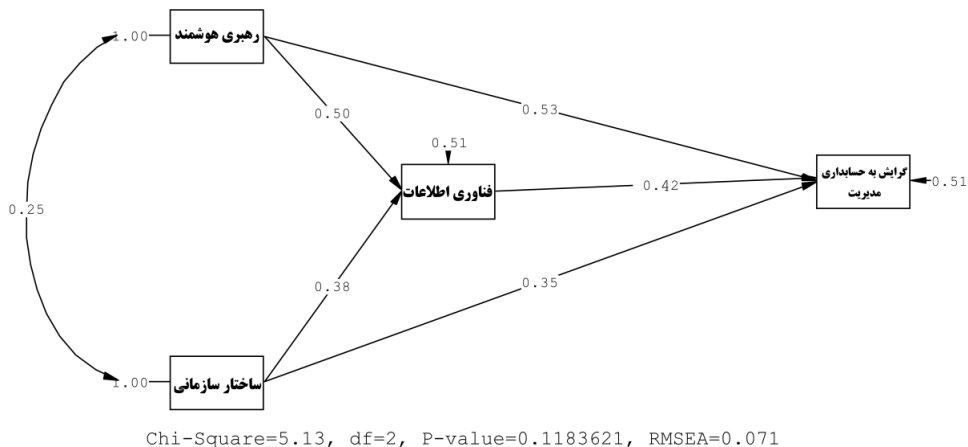 1.00
رهبری هوشمند
0.53
0.50
0.51
فناوری اطلاعات
0.42
گرایش به حسابداری
مدیریت
0.51
0.25
0.38
0.35
1.00
ساختار سازمانی
Chi-Square=5.13, df=2, P-value=0.1183621, RMSEA=0.071